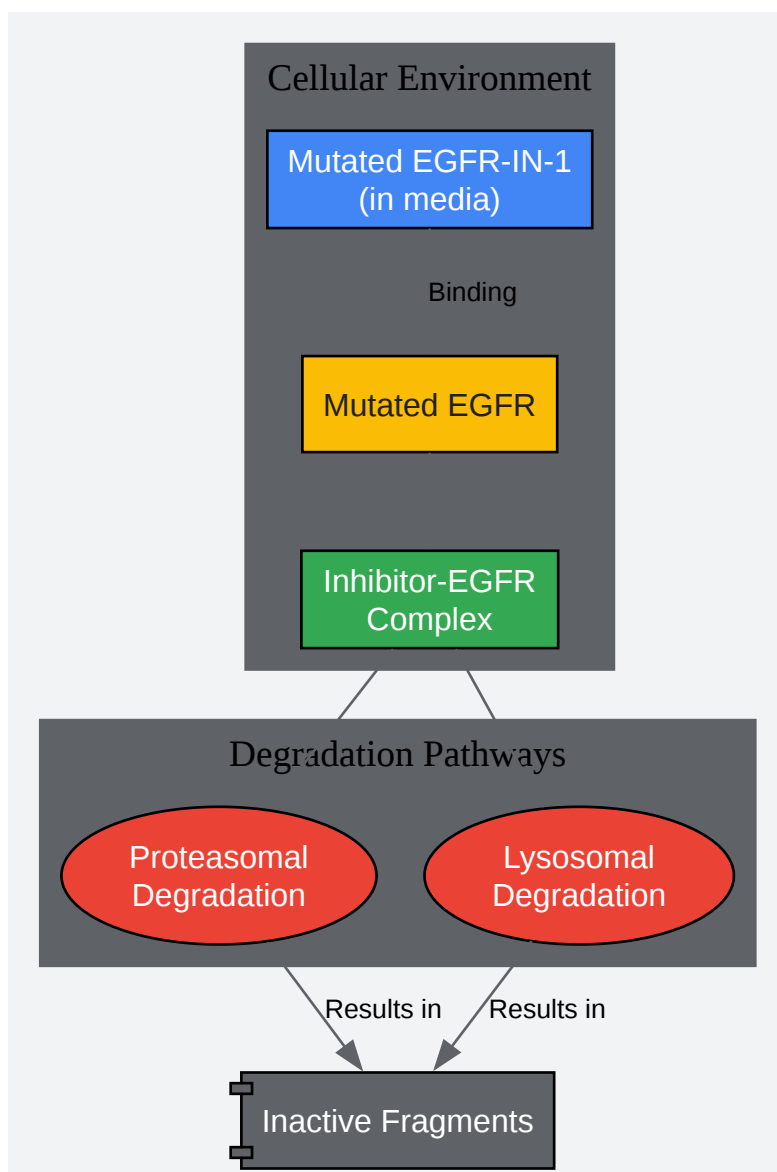 Cellular Environment
Mutated EGFR-IN-1
(in media)
Binding
Mutated EGFR
Inhibitor-EGFR
Complex
Degradation Pathways
Proteasomal
Degradation
Lysosomal
Degradation
Results in
Results in
Inactive Fragments